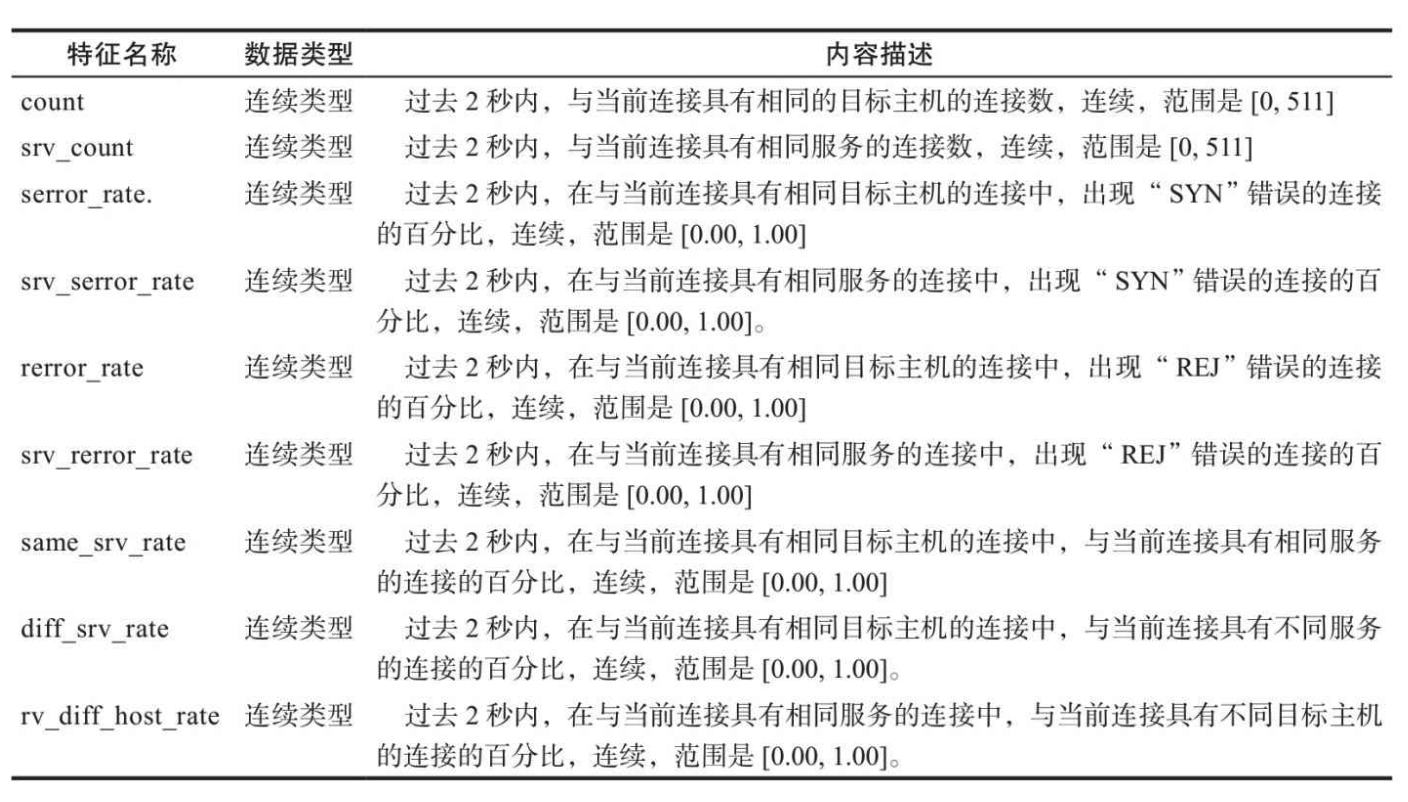 特征名称 数据类型 内容描述
count 连续类型 过去 2 秒内，与当前连接具有相同的目标主机的连接数，连续，范围是 [0, 511]
srv_count 连续类型 过去 2 秒内，与当前连接具有相同服务的连接数，连续，范围是 [0, 511]
serror_rate. 连续类型 过去 2 秒内，在与当前连接具有相同目标主机的连接中，出现“SYN”错误的连接
的百分比，连续，范围是 [0.00, 1.00]
srv_serror_rate 连续类型 过去 2 秒内，在与当前连接具有相同服务的连接中，出现“SYN”错误的连接的百
分比，连续，范围是 [0.00, 1.00]。
rerror_rate 连续类型 过去 2 秒内，在与当前连接具有相同目标主机的连接中，出现“REJ”错误的连接
的百分比，连续，范围是 [0.00, 1.00]
srv_rerror_rate 连续类型 过去 2 秒内，在与当前连接具有相同服务的连接中，出现“REJ”错误的连接的百
分比，连续，范围是 [0.00, 1.00]
same_srv_rate 连续类型 过去 2 秒内，在与当前连接具有相同目标主机的连接中，与当前连接具有相同服务
的连接的百分比，连续，范围是 [0.00, 1.00]
diff_srv_rate 连续类型 过去 2 秒内，在与当前连接具有相同目标主机的连接中，与当前连接具有不同服务
的连接的百分比，连续，范围是 [0.00, 1.00]。
rv_diff_host_rate 连续类型 过去 2 秒内，在与当前连接具有相同服务的连接中，与当前连接具有不同目标主机
的连接的百分比，连续，范围是 [0.00, 1.00]。